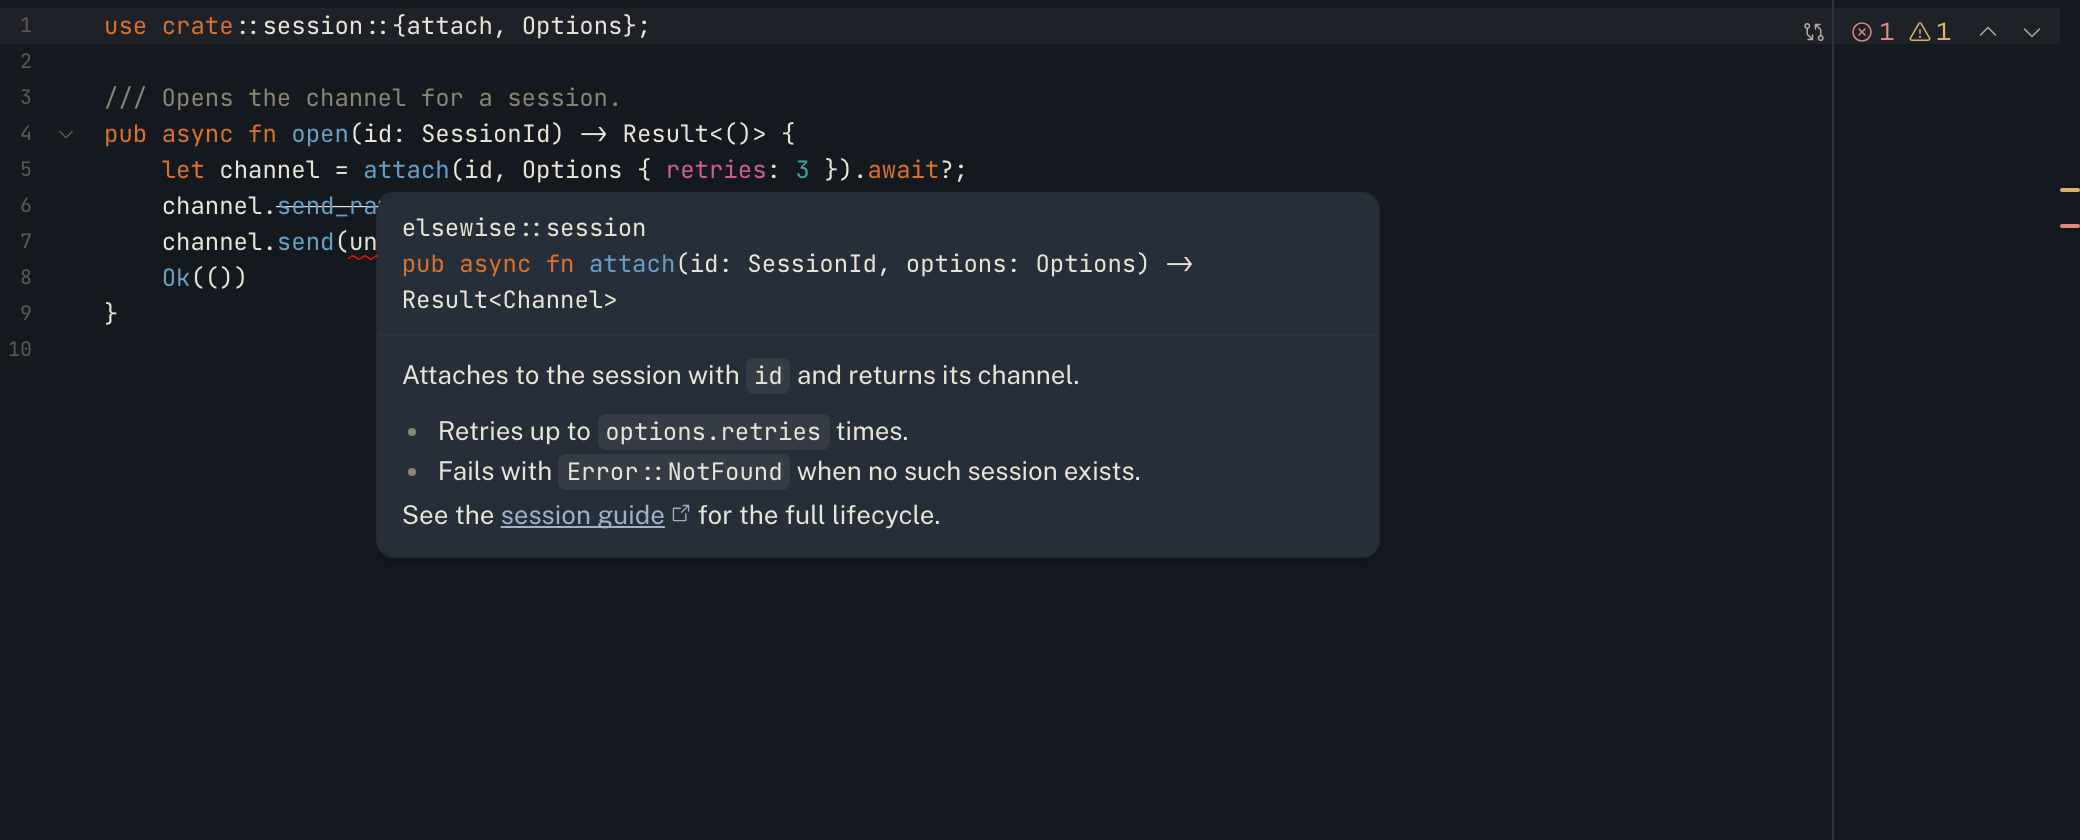 1 use crate::session::{attach, Options};
1 1
2
3 /// Opens the channel for a session.
4 pub async fn open(id: SessionId) -> Result<()> {
5 let channel = attach(id, Options { retries: 3 }).await?;
6 channel.send_ra
7 channel.send(un
8 Ok(())
9 }
10
elsewise::session
pub async fn attach(id: SessionId, options: Options) ->
Result<Channel>
Attaches to the session with id and returns its channel.
• Retries up to options.retries times.
• Fails with Error::NotFound when no such session exists.
See the session guide for the full lifecycle.